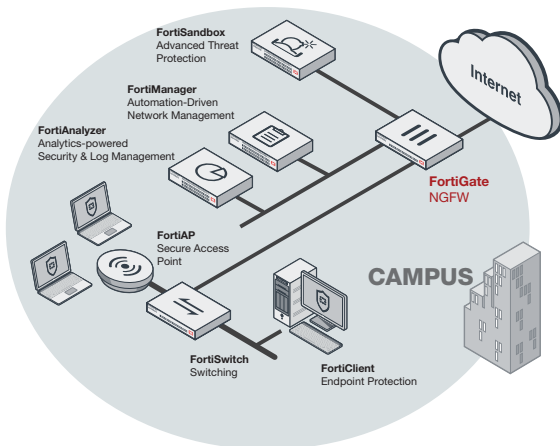 FortiSandbox
Advanced Threat
Protection
Internet
FortiManager
Automation-Driven
Network Management
FortiAnalyzer
Analytics-powered
Security & Log Management
FortiGate
NGFW
FortiAP
Secure Access
Point
CAMPUS
FortiSwitch
Switching
FortiClient
Endpoint Protection